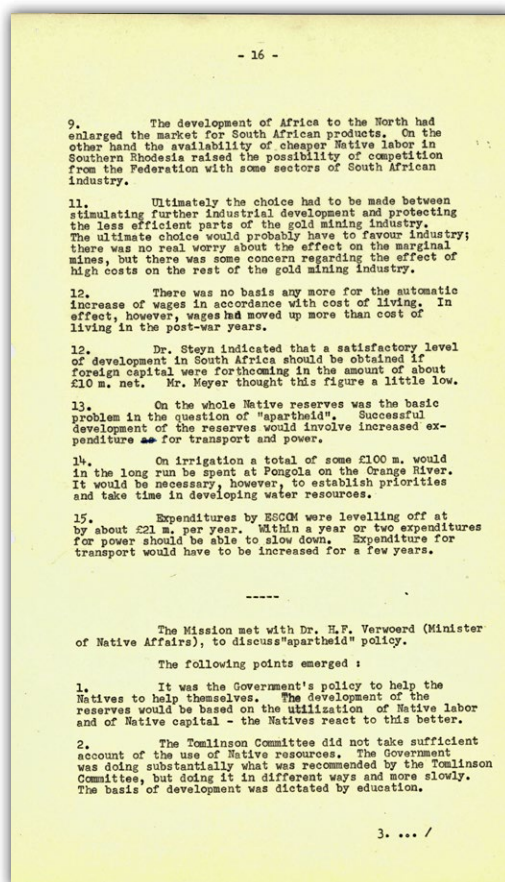 - 16 -
9. The development of Africa to the North had
enlarged the market for South African products. On the
other hand the availability of cheaper Native labor in
Southern Rhodesia raised the possibility of competition
from the Federation with some sectors of South African
industry.
11. Ultimately the choice had to be made between
stimulating further industrial development and protecting
the less efficient parts of the gold mining industry.
The ultimate choice would probably have to favour industry;
there was no real worry about the effect on the marginal
mines, but there was some concern regarding the effect of
high costs on the rest of the gold mining industry.
12. There was no basis any more for the automatic
increase of wages in accordance with cost of living. In
effect, however, wages had moved up more than cost of
living in the post-war years.
12. Dr. Steyn indicated that a satisfactory level
of development in South Africa should be obtained if
foreign capital were forthcoming in the amount of about
£10 m. net. Mr. Meyer thought this figure a little low.
13. On the whole Native reserves was the basic
problem in the question of "apartheid". Successful
development of the reserves would involve increased ex-
penditure for transport and power.
14. On irrigation a total of some £100 m. would
in the long run be spent at Pongola on the Orange River.
It would be necessary, however, to establish priorities
and take time in developing water resources.
15. Expenditures by ESCOM were levelling off at
by about £21 m. per year. Within a year or two expenditures
for power should be able to slow down. Expenditure for
transport would have to be increased for a few years.
-----
The Mission met with Dr. H.F. Verwoerd (Minister
of Native Affairs), to discuss"apartheid" policy.
The following points emerged :
1. It was the Government's policy to help the
Natives to help themselves. The development of the
reserves would be based on the utilization of Native labor
and of Native capital - the Natives react to this better.
2. The Tomlinson Committee did not take sufficient
account of the use of Native resources. The Government
was doing substantially what was recommended by the Tomlinson
Committee, but doing it in different ways and more slowly.
The basis of development was dictated by education.
3. ... /